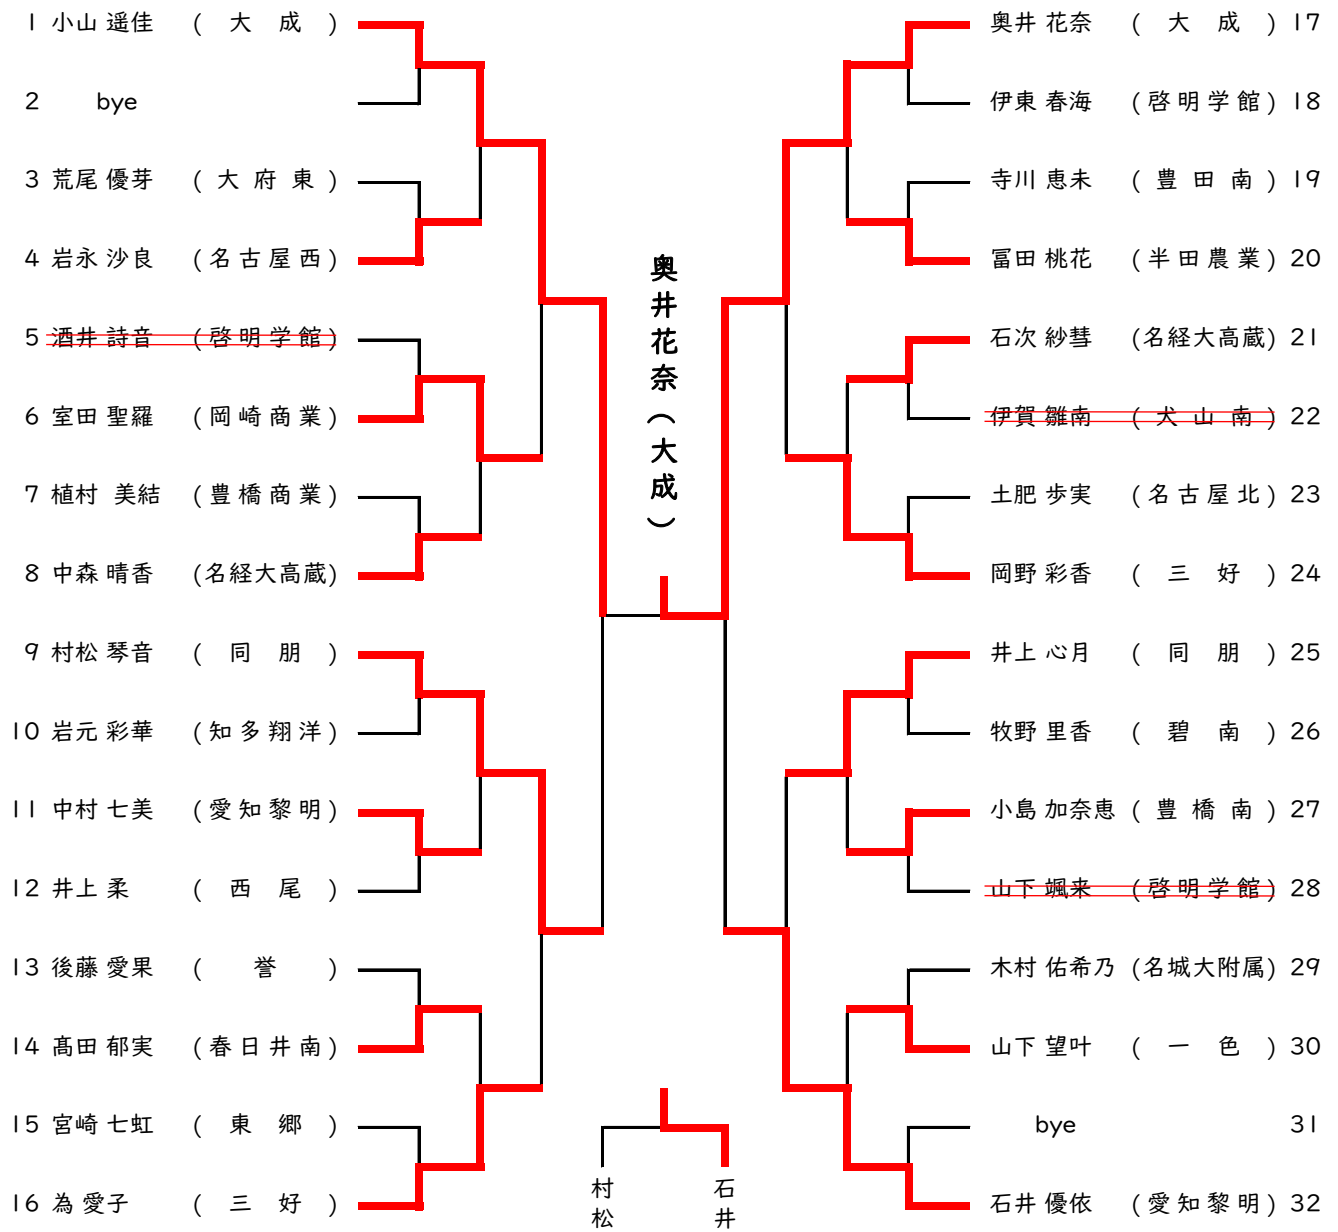 1 小山 遥佳 ( 大 成 )
2 bye
3 荒尾 優芽 ( 大 府 東 )
4 岩永 沙良 ( 名 古 屋 西 )
5 酒井 詩音 ( 啓 明 学 館 )
6 室田 聖羅 ( 岡 崎 商 業 )
7 植村 美結 ( 豊 橋 商 業 )
8 中森 晴香 (名経大高蔵)
9 村松 琴音 ( 同 朋 )
10 岩元 彩華 ( 知 多 翔 洋 )
11 中村 七美 ( 愛 知 黎 明 )
12 井上 柔 ( 西 尾 )
13 後藤 愛果 ( 誉 )
14 髙田 郁実 ( 春 日 井 南 )
15 宮崎 七虹 ( 東 郷 )
16 為 愛子 ( 三 好 )
奥井花奈(大成)
村松
石井
奥井 花奈 ( 大 成 ) 17
伊東 春海 ( 啓 明 学 館 ) 18
寺川 恵未 ( 豊 田 南 ) 19
冨田 桃花 ( 半 田 農 業 ) 20
石次 紗彗 (名経大高蔵) 21
伊賀 雛南 ( 犬 山 南 ) 22
土肥 歩実 ( 名 古 屋 北 ) 23
岡野 彩香 ( 三 好 ) 24
井上 心月 ( 同 朋 ) 25
牧野 里香 ( 碧 南 ) 26
小島 加奈恵 ( 豊 橋 南 ) 27
山下 颯来 ( 啓 明 学 館 ) 28
木村 佑希乃 (名城大附属) 29
山下 望叶 ( 一 色 ) 30
bye 31
石井 優依 ( 愛 知 黎 明 ) 32